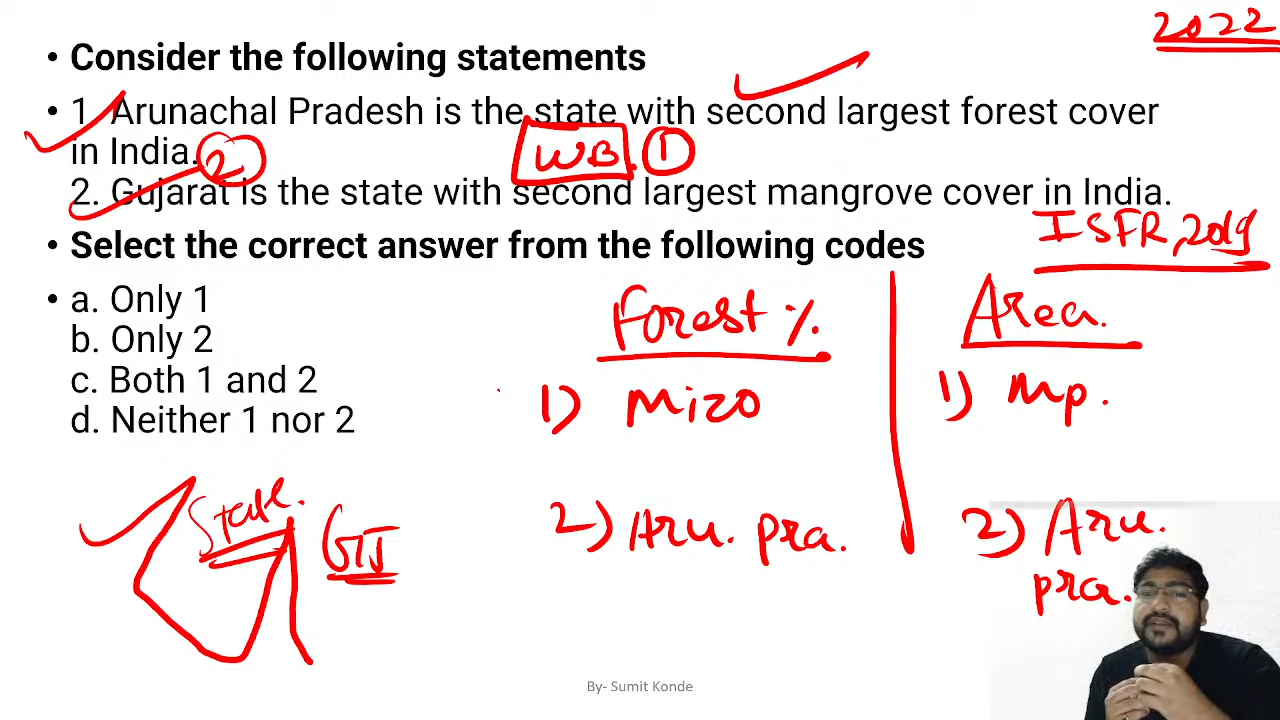 2022
• Consider the following statements
• 1. Arunachal Pradesh is the state with second largest forest cover
in India. 2 WB. 1
2. Gujarat is the state with second largest mangrove cover in India.
• Select the correct answer from the following codes
ISFR, 2019
• a. Only 1
b. Only 2
c. Both 1 and 2
d. Neither 1 nor 2
Forest %
Area.
1) Mizo
1) Mp.
2) Aru. pra.
2) Aru.
pra.
State.
GJ
By- Sumit Konde